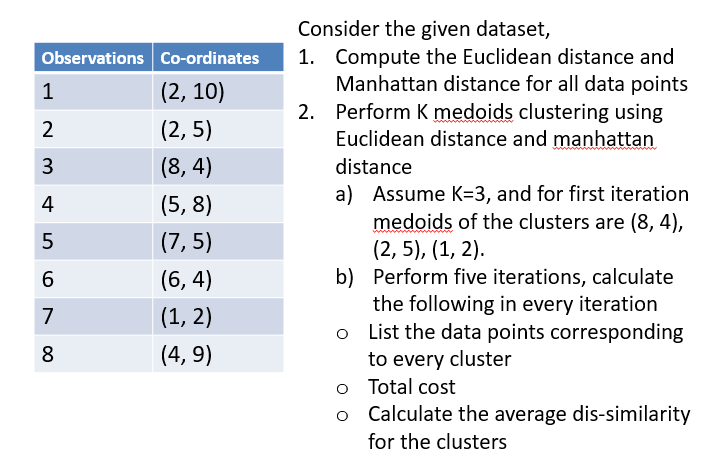 Observations Co-ordinates
1 (2, 10)
2 (2, 5)
3 (8, 4)
4 (5, 8)
5 (7, 5)
6 (6, 4)
7 (1, 2)
8 (4, 9)
Consider the given dataset,
1. Compute the Euclidean distance and
Manhattan distance for all data points
2. Perform K medoids clustering using
Euclidean distance and manhattan
distance
a) Assume K=3, and for first iteration
medoids of the clusters are (8, 4),
(2, 5), (1, 2).
b) Perform five iterations, calculate
the following in every iteration
o List the data points corresponding
to every cluster
o Total cost
o Calculate the average dis-similarity
for the clusters